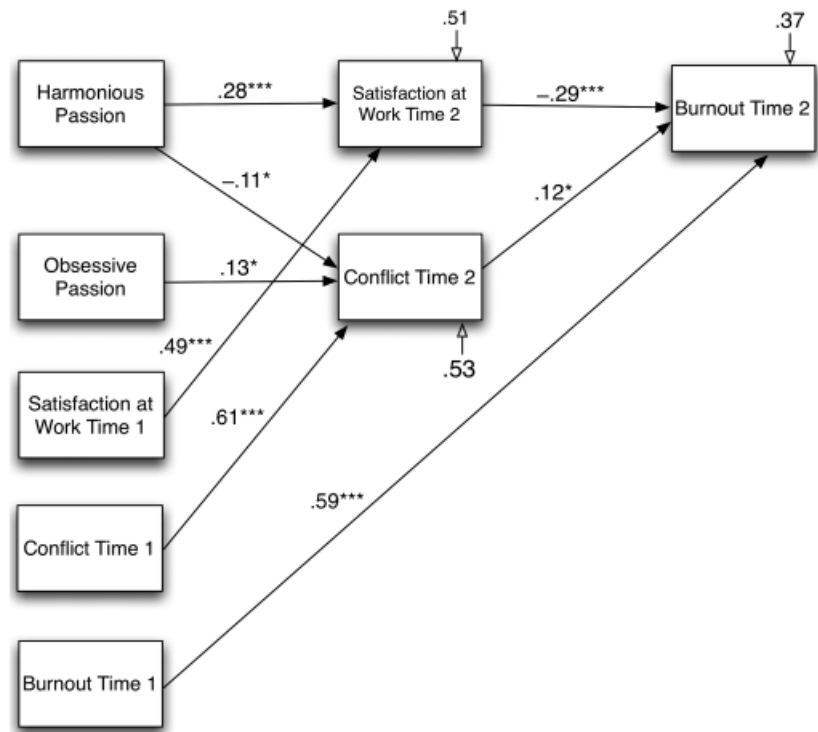 .51
.37
Harmonious
Passion
.28***
Satisfaction at
Work Time 2
–.29***
Burnout Time 2
–.11*
.12*
Obsessive
Passion
.13*
Conflict Time 2
.49***
.53
Satisfaction at
Work Time 1
.61***
.59***
Conflict Time 1
Burnout Time 1